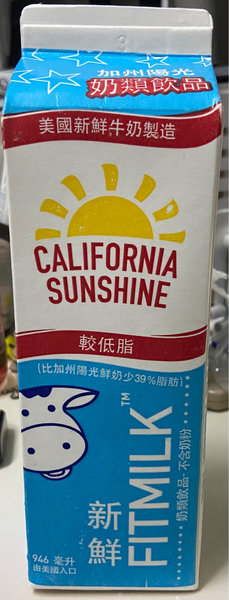 加州陽光
奶類飲品
美國新鮮牛奶製造
CALIFORNIA
SUNSHINE
較低脂
(比加州陽光鮮奶少39%脂肪)
新鮮
FITMILK™
奶類飲品·不含奶粉
946 毫升
由美國入口